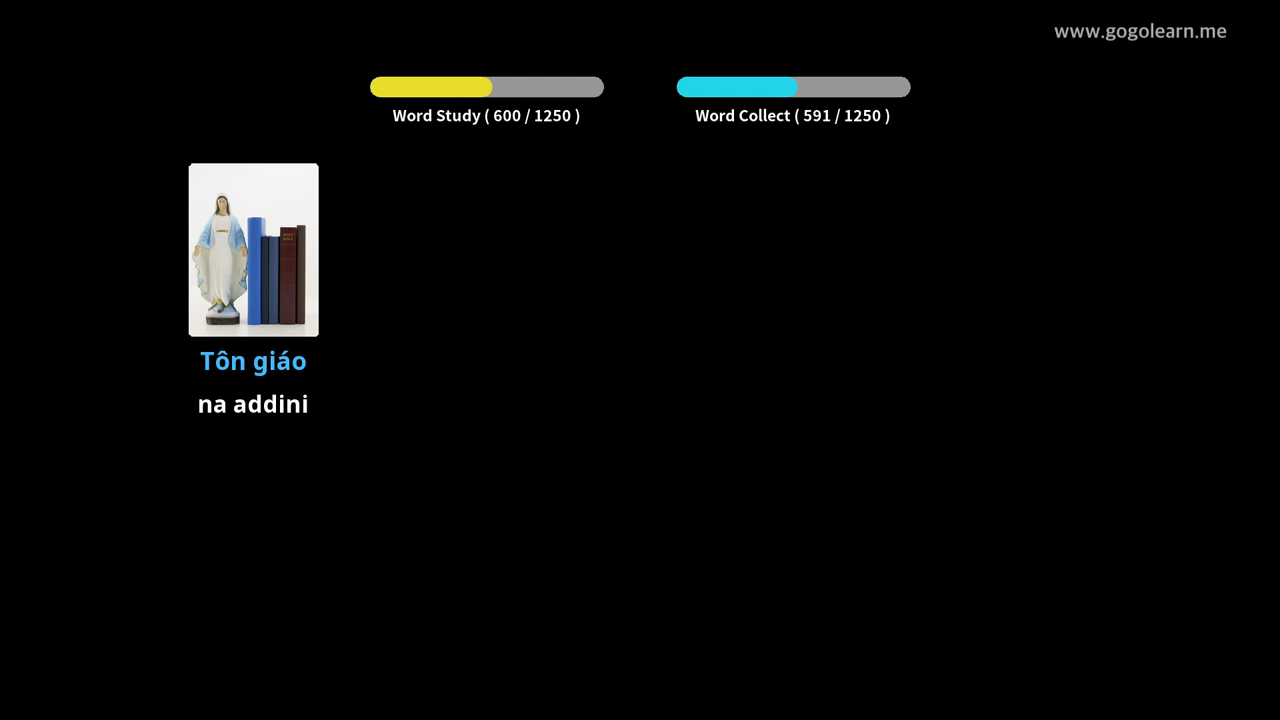 www.gogolearn.me
Word Study ( 600 / 1250 )
Word Collect ( 591 / 1250 )
Tôn giáo
na addini